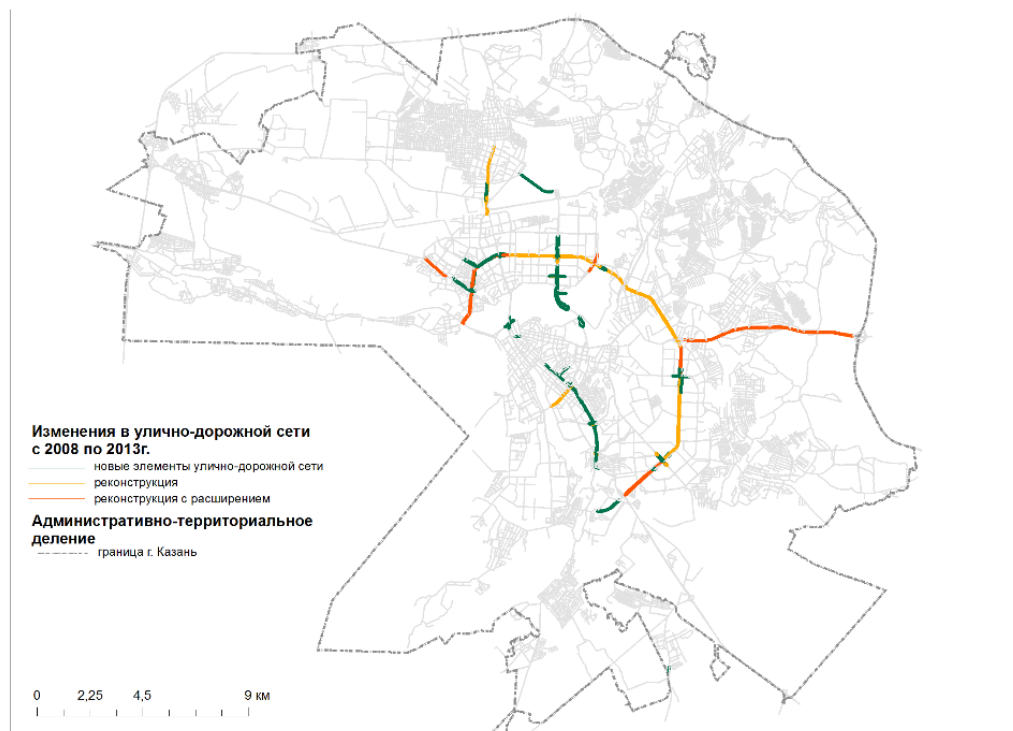 Изменения в улично-дорожной сети
с 2008 по 2013г.
новые элементы улично-дорожной сети
реконструкция
реконструкция с расширением
Административно-территориальное
деление
граница г. Казань
0 2,25 4,5 9 км